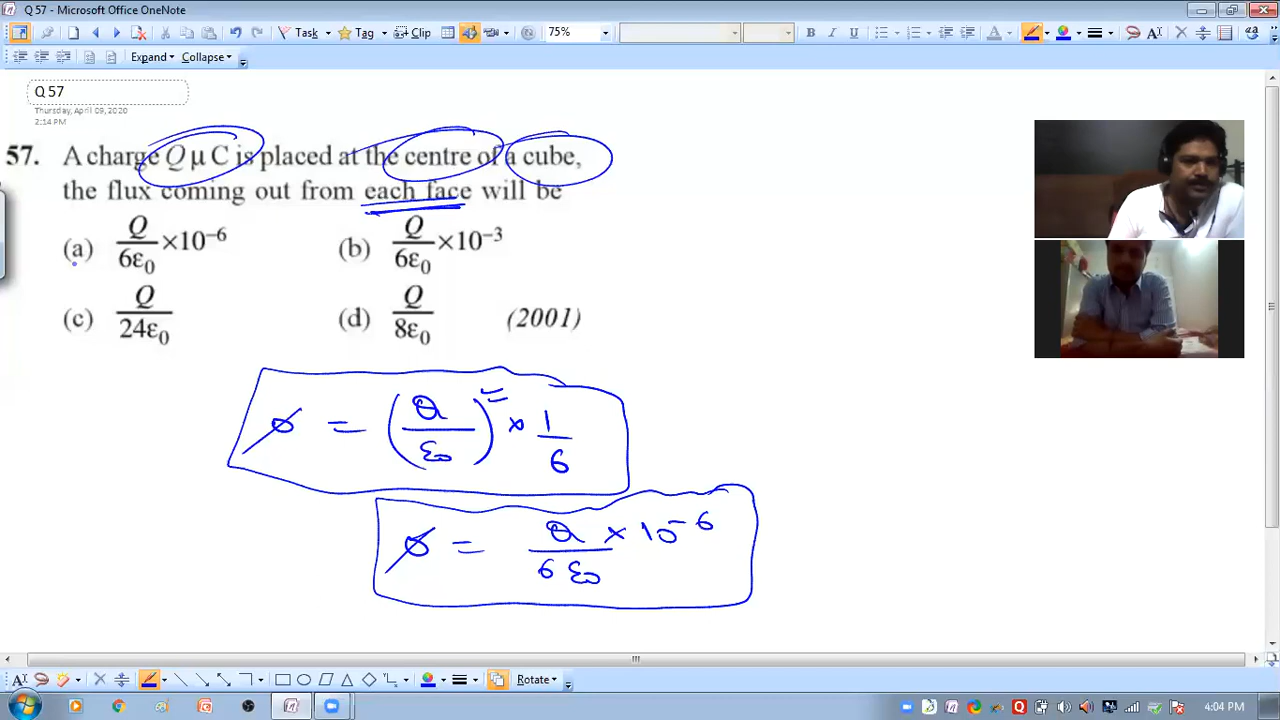 Q 57 - Microsoft Office OneNote
Task Tag Clip 75% B I U
Expand Collapse
Q 57
Thursday, April 09, 2020
2:14 PM
57. A charge Q μ C is placed at the centre of a cube,
the flux coming out from each face will be
(a) Q/6ε₀ ×10⁻⁶ (b) Q/6ε₀ ×10⁻³
(c) Q/24ε₀ (d) Q/8ε₀ (2001)
ϕ = (Q/ε₀) × 1/6
ϕ = Q × 10⁻⁶ / 6 ε₀
Rotate
4:04 PM